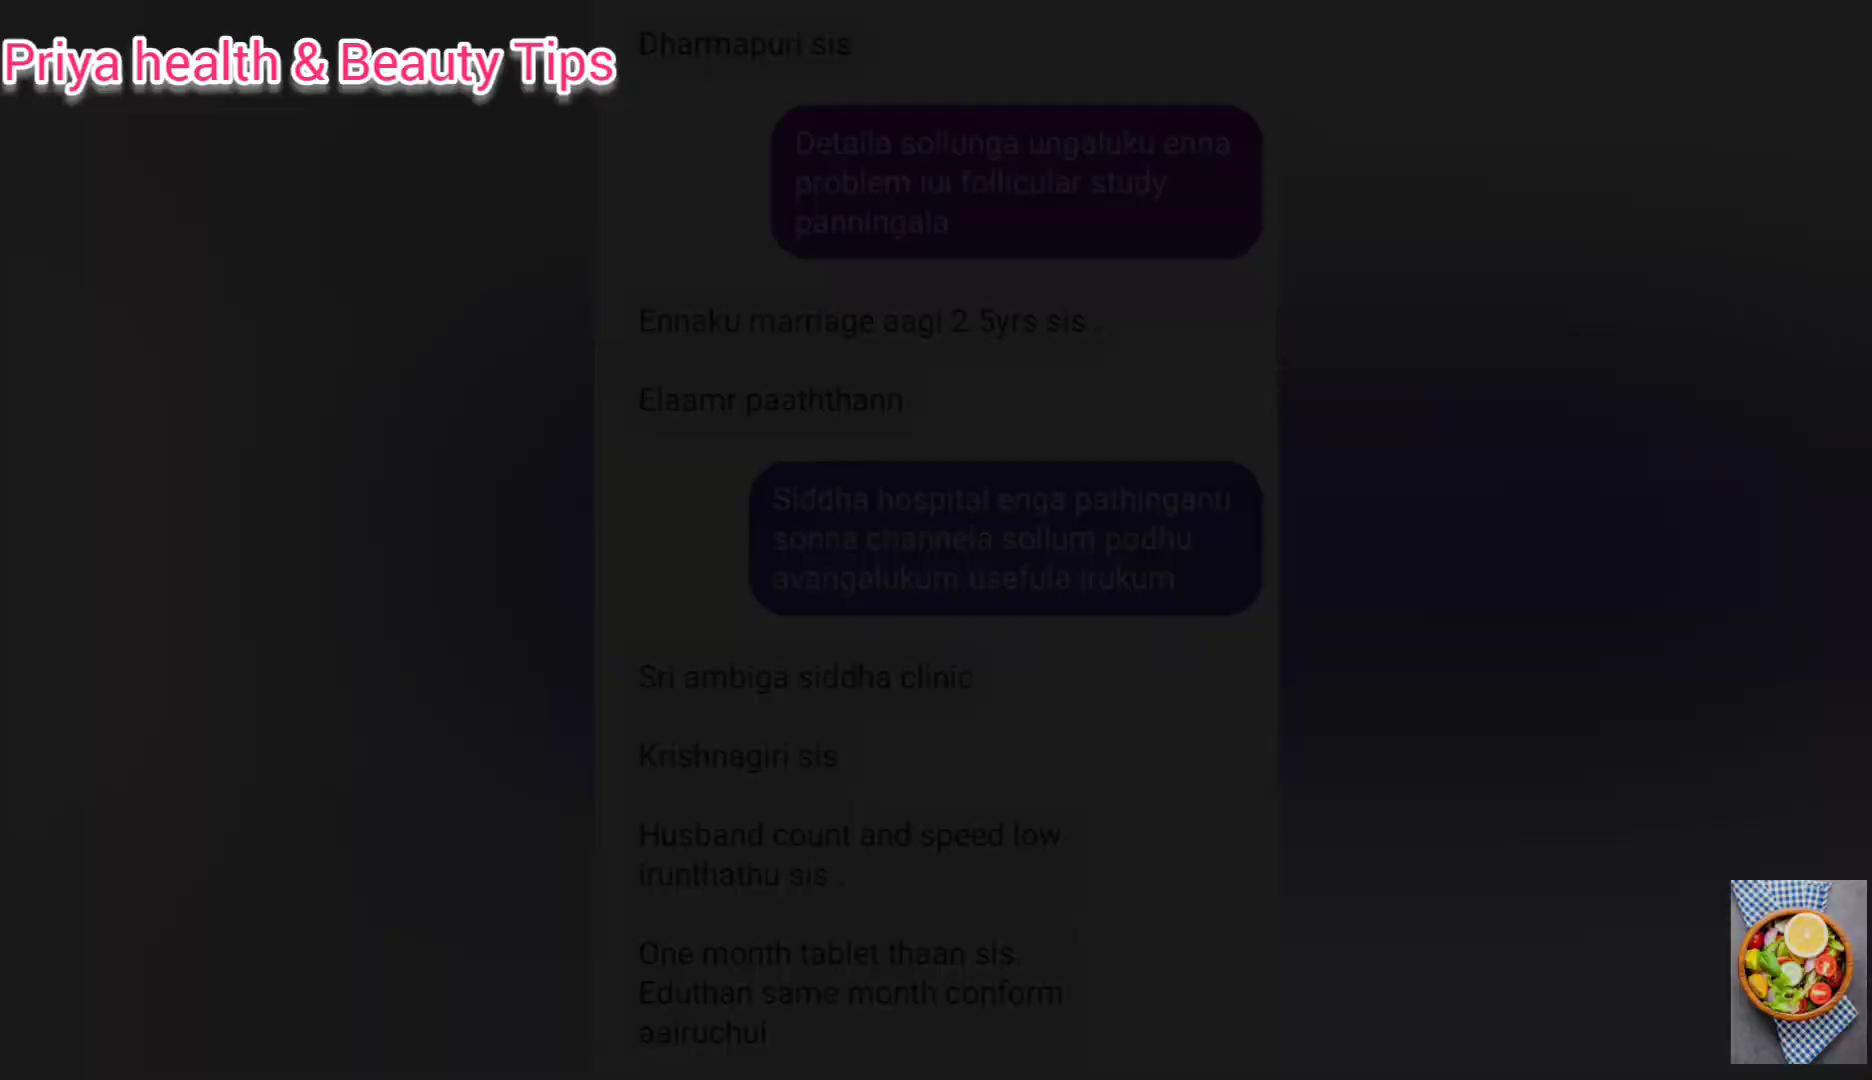 Priya health & Beauty Tips
Dharmapuri sis
Detaila sollunga ungaluku enna
problem iui follicular study
panningala
Ennaku marriage aagi 2.5yrs sis .
Elaamr paaththann
Siddha hospital enga pathinganu
sonna channela sollum podhu
avangalukum usefula irukum
Sri ambiga siddha clinic
Krishnagiri sis
Husband count and speed low
irunthathu sis .
One month tablet thaan sis.
Eduthan same month conform
aairuchui